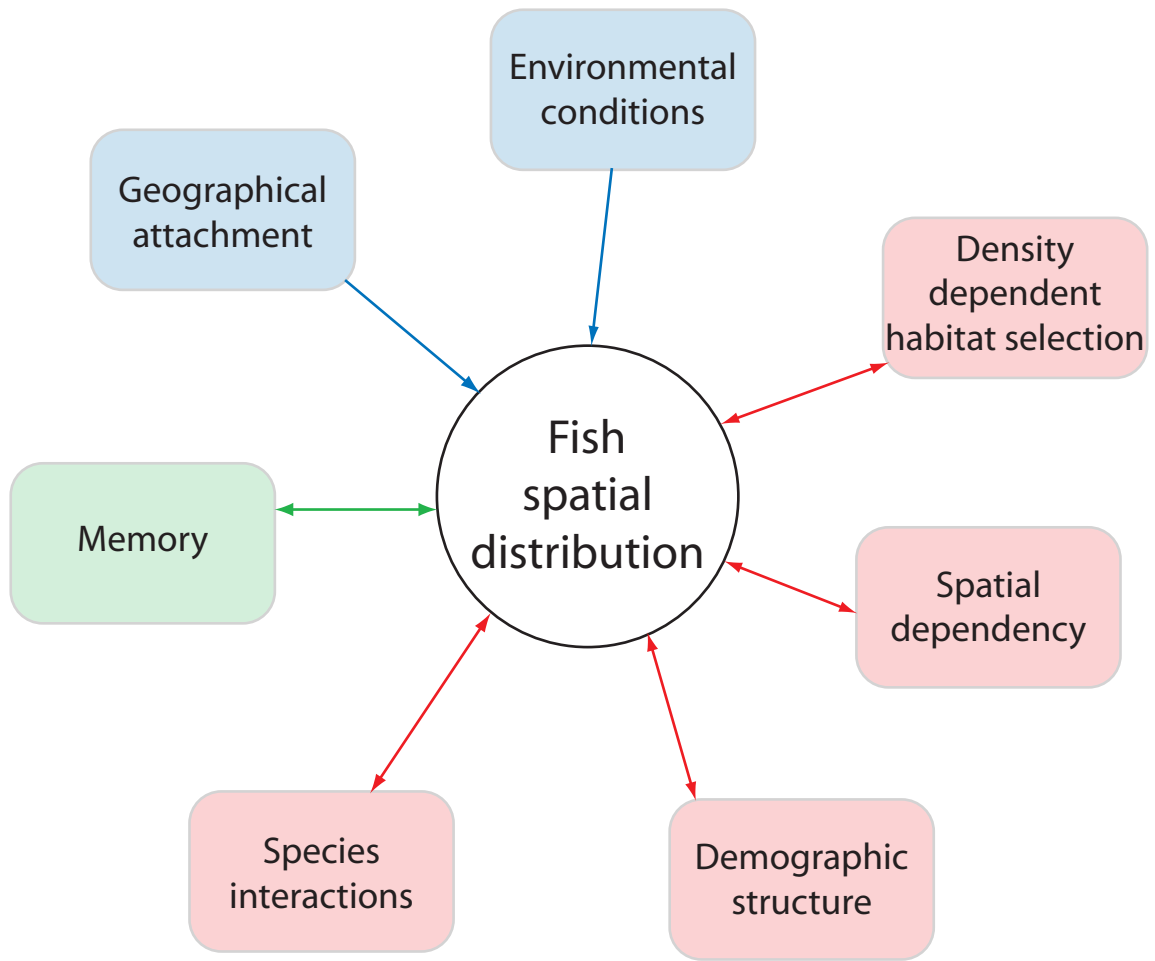 Environmental
conditions
Geographical
attachment
Density
dependent
habitat selection
Fish
spatial
distribution
Memory
Spatial
dependency
Species
interactions
Demographic
structure